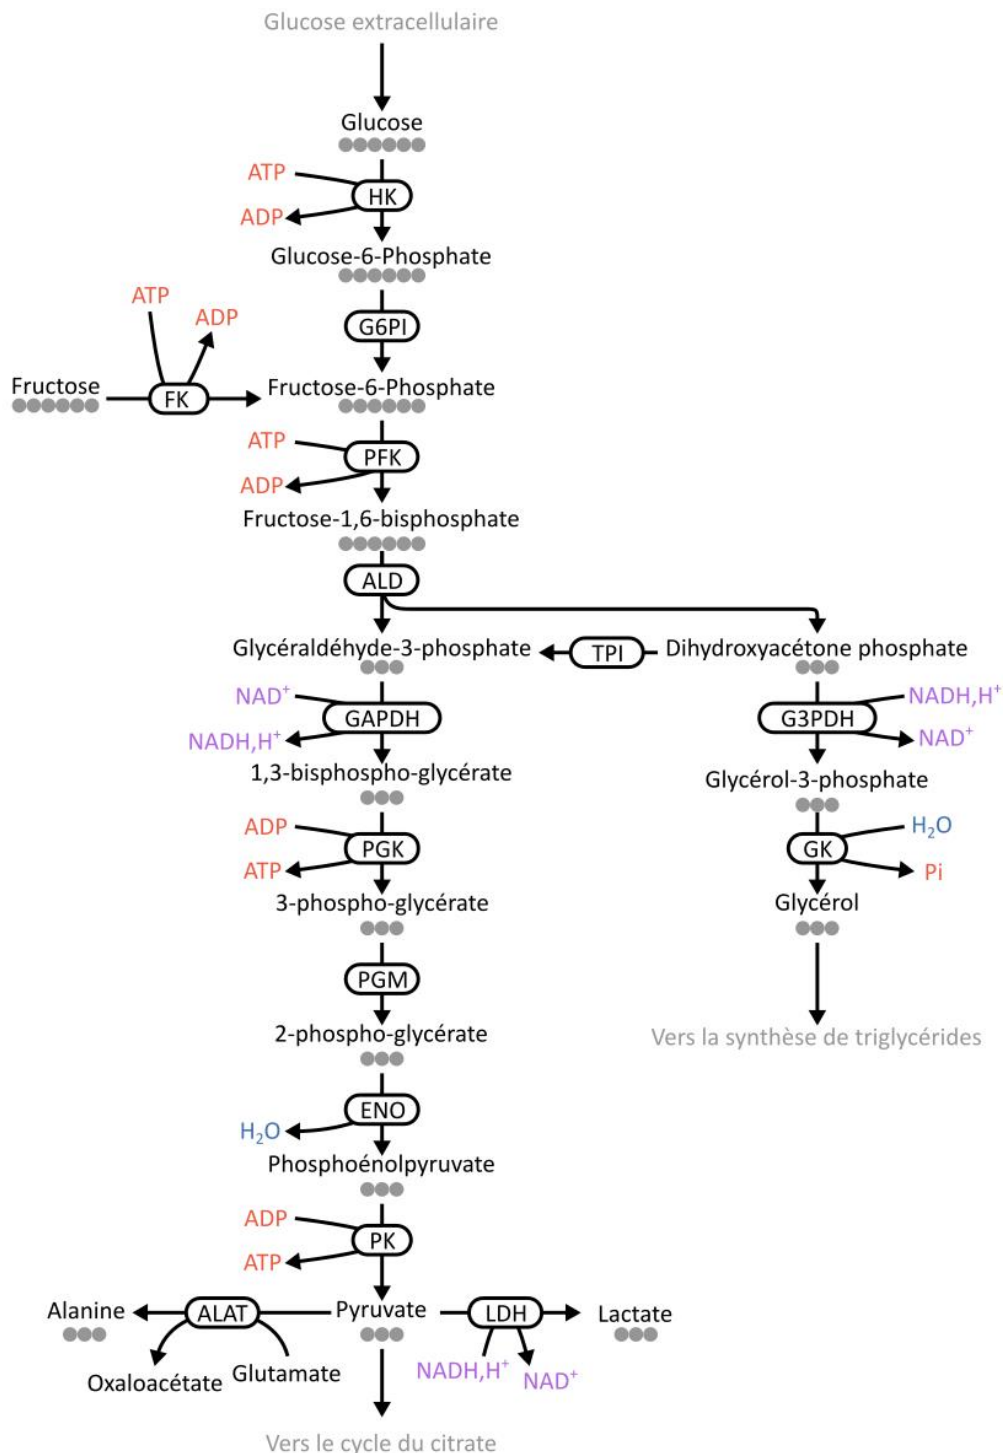 Glucose extracellulaire
Glucose
ATP
HK
ADP
Glucose-6-Phosphate
ATP
ADP
G6PI
Fructose
FK
Fructose-6-Phosphate
ATP
PFK
ADP
Fructose-1,6-bisphosphate
ALD
Glycéraldéhyde-3-phosphate
TPI
Dihydroxyacétone phosphate
NAD⁺
GAPDH
NADH,H⁺
NADH,H⁺
G3PDH
NAD⁺
1,3-bisphospho-glycérate
Glycérol-3-phosphate
ADP
PGK
ATP
H₂O
GK
Pi
3-phospho-glycérate
Glycérol
PGM
2-phospho-glycérate
Vers la synthèse de triglycérides
ENO
H₂O
Phosphoénolpyruvate
ADP
PK
ATP
Alanine
ALAT
Pyruvate
LDH
Lactate
Oxaloacétate
Glutamate
NADH,H⁺
NAD⁺
Vers le cycle du citrate